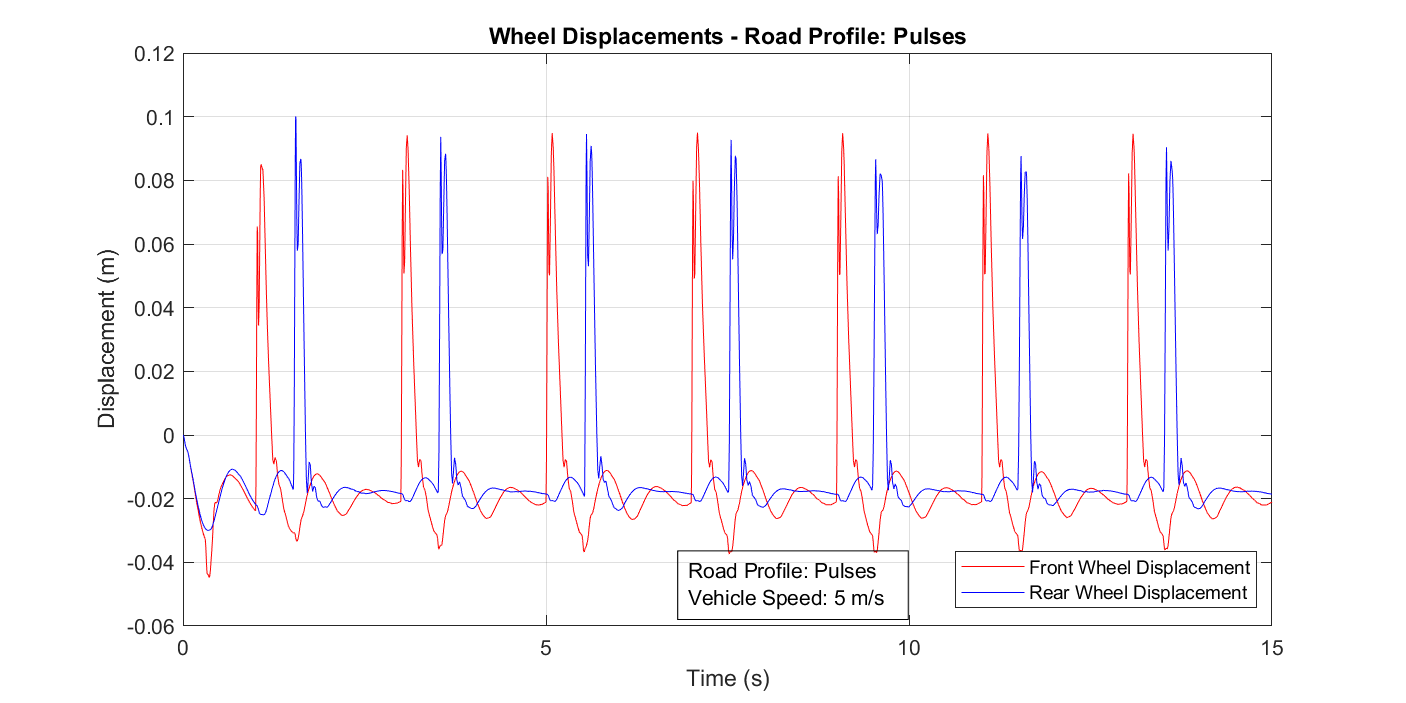 Wheel Displacements - Road Profile: Pulses
0.12
0.1
0.08
0.06
0.04
0.02
0
-0.02
-0.04
-0.06
Displacement (m)
0
5
10
15
Time (s)
Road Profile: Pulses
Vehicle Speed: 5 m/s
Front Wheel Displacement
Rear Wheel Displacement